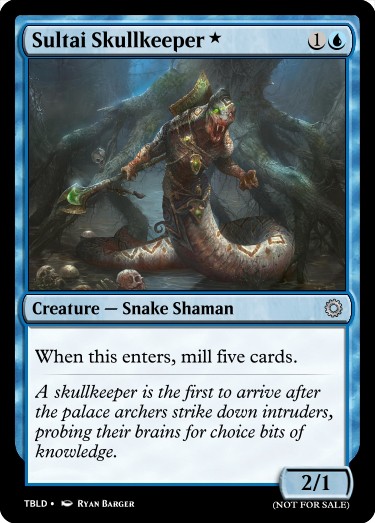 Sultai Skullkeeper ★ 1
Creature — Snake Shaman
When this enters, mill five cards.
A skullkeeper is the first to arrive after
the palace archers strike down intruders,
probing their brains for choice bits of
knowledge.
2/1
TBLD • Ryan Barger
(NOT FOR SALE)